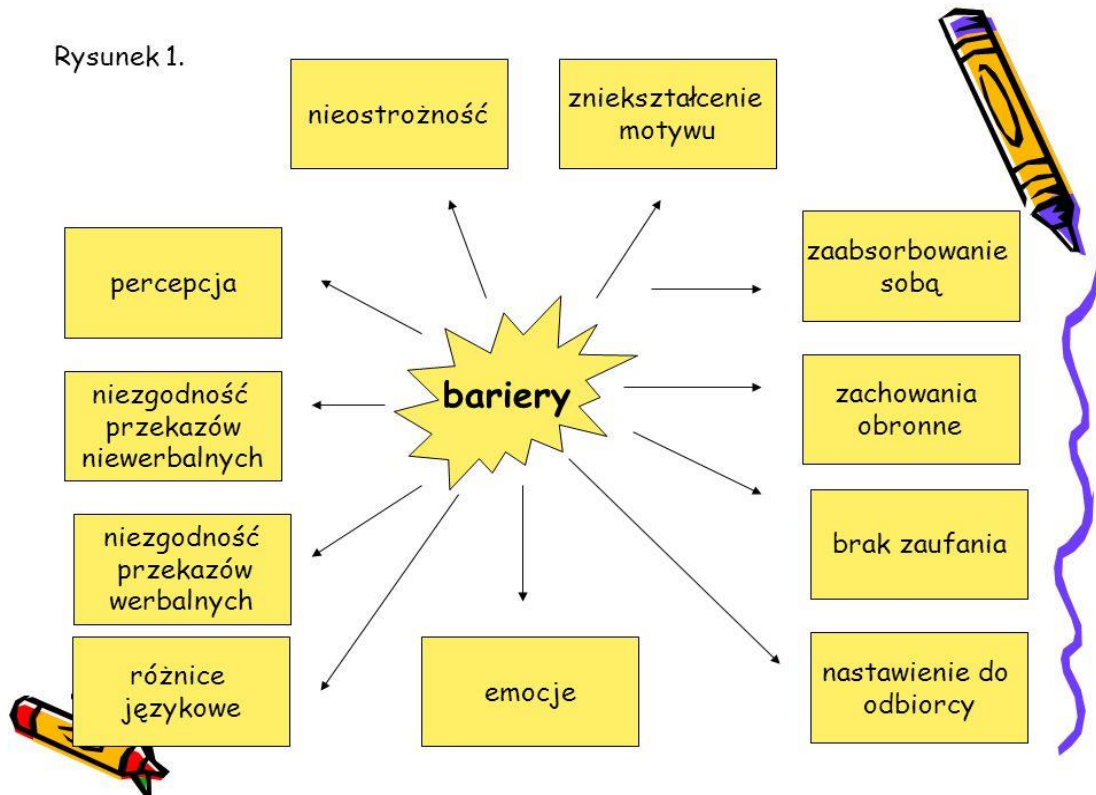 Rysunek 1.
nieostrożność
zniekształcenie
motywu
percepcja
zaabsorbowanie
sobą
niezgodność
przekazów
niewerbalnych
bariery
zachowania
obronne
niezgodność
przekazów
werbalnych
brak zaufania
różnice
językowe
emocje
nastawienie do
odbiorcy